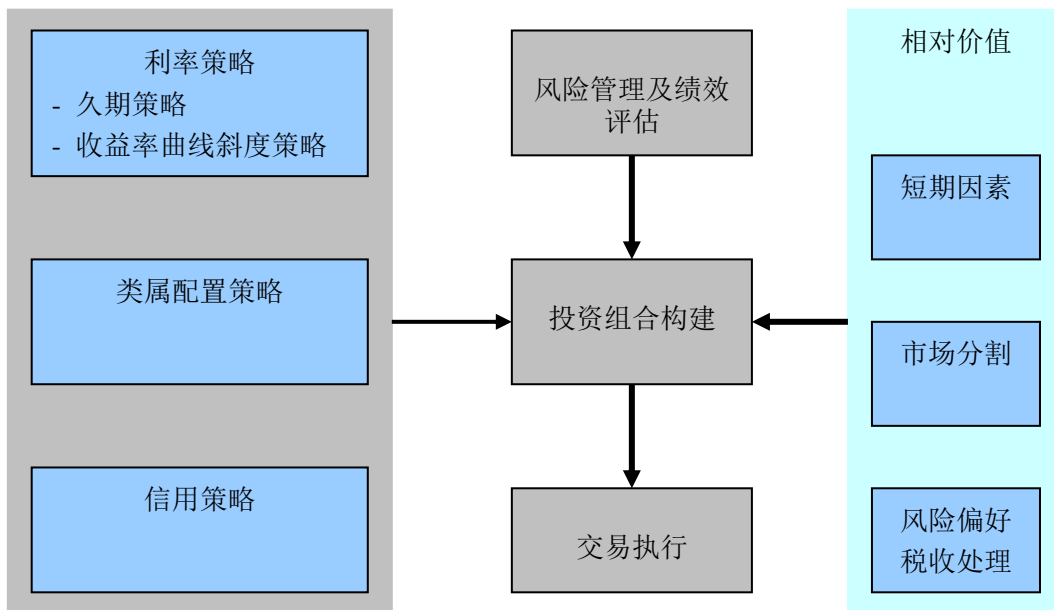 利率策略
- 久期策略
- 收益率曲线斜度策略
类属配置策略
信用策略
风险管理及绩效
评估
投资组合构建
交易执行
相对价值
短期因素
市场分割
风险偏好
税收处理